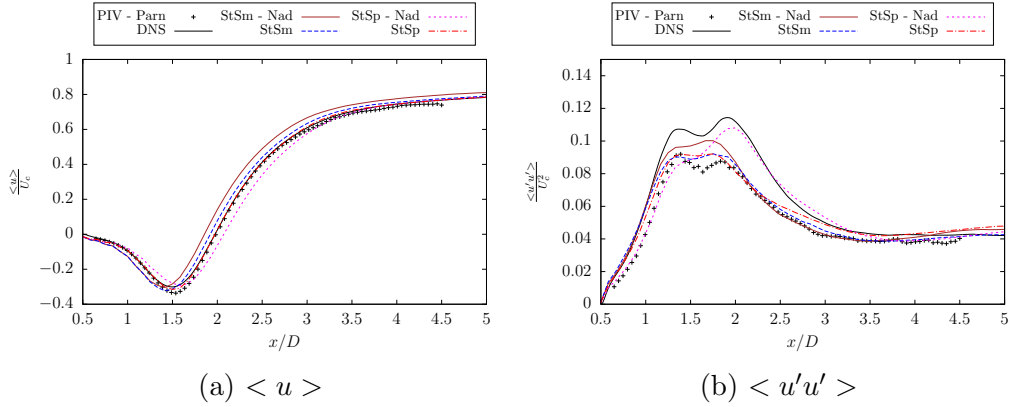 PIV - Parn StSm - Nad StSp - Nad
DNS StSm StSp
1
0.8
0.6
0.4
0.2
0
−0.2
−0.4
0.5 1 1.5 2 2.5 3 3.5 4 4.5 5
<u>
U_c
x/D
(a) < u >
PIV - Parn StSm - Nad StSp - Nad
DNS StSm StSp
0.14
0.12
0.1
0.08
0.06
0.04
0.02
0
0.5 1 1.5 2 2.5 3 3.5 4 4.5 5
<u'u'>
U_c^2
x/D
(b) < u'u' >